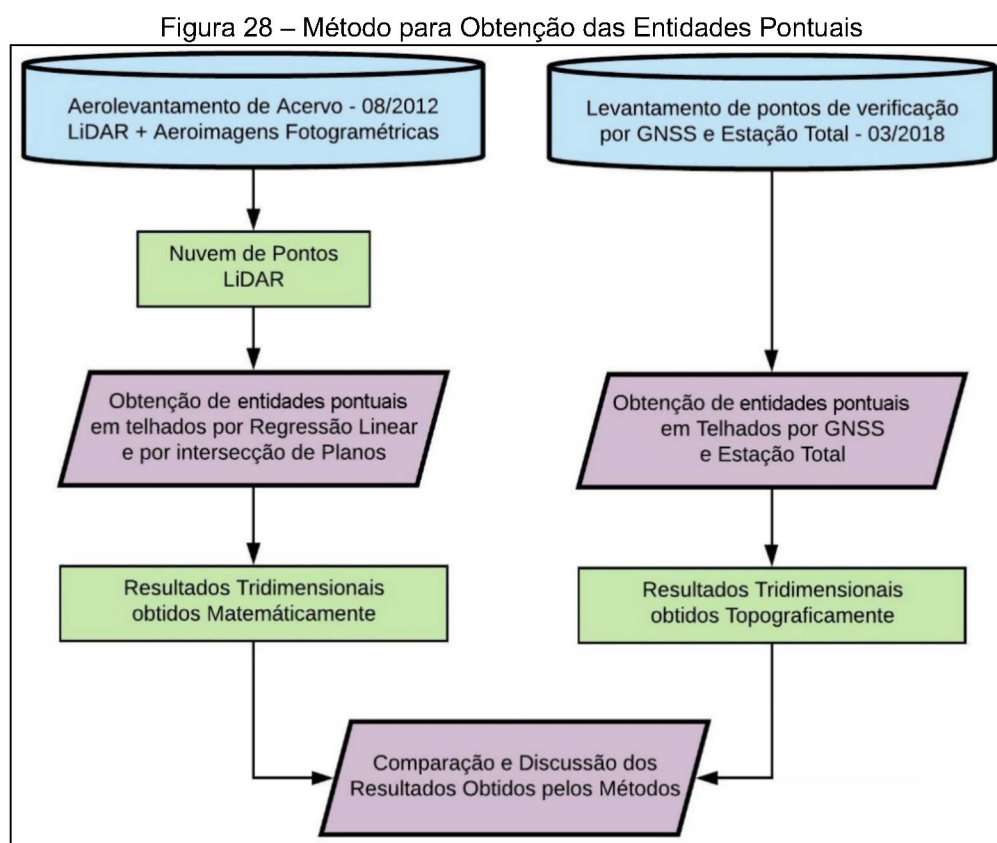 Figura 28 – Método para Obtenção das Entidades Pontuais
Aerolevantamento de Acervo - 08/2012
LiDAR + Aeroimagens Fotogramétricas
Nuvem de Pontos
LiDAR
Obtenção de entidades pontuais
em telhados por Regressão Linear
e por intersecção de Planos
Resultados Tridimensionais
obtidos Matemáticamente
Levantamento de pontos de verificação
por GNSS e Estação Total - 03/2018
Obtenção de entidades pontuais
em Telhados por GNSS
e Estação Total
Resultados Tridimensionais
obtidos Topograficamente
Comparação e Discussão dos
Resultados Obtidos pelos Métodos